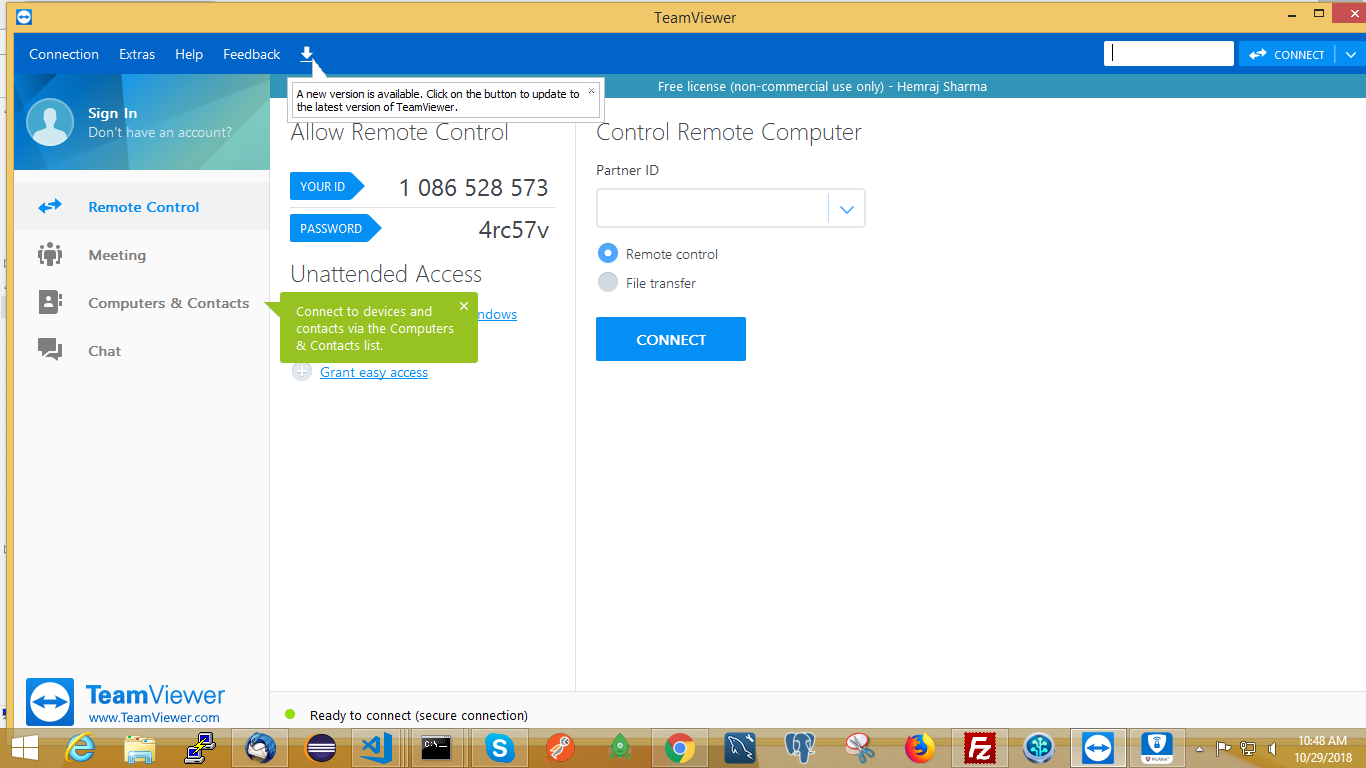 TeamViewer
Connection Extras Help Feedback
CONNECT
A new version is available. Click on the button to update to
the latest version of TeamViewer.
Free license (non-commercial use only) - Hemraj Sharma
Sign In
Don't have an account?
Remote Control
Meeting
Computers & Contacts
Chat
Allow Remote Control
YOUR ID 1 086 528 573
PASSWORD 4rc57v
Unattended Access
ndows
Connect to devices and
contacts via the Computers
& Contacts list.
Grant easy access
Control Remote Computer
Partner ID
Remote control
File transfer
CONNECT
TeamViewer
www.TeamViewer.com
Ready to connect (secure connection)
C:\_
FZ
McAfee
10:48 AM
10/29/2018